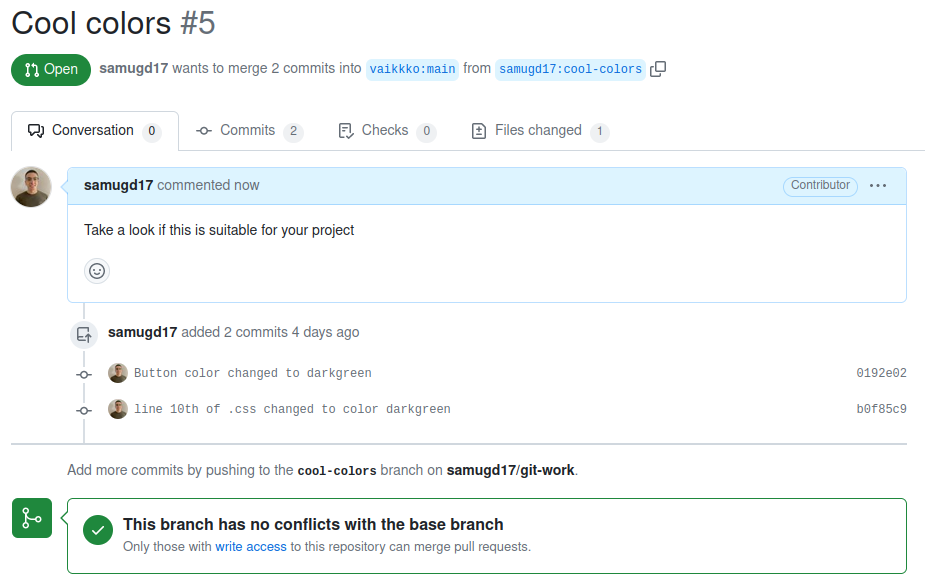 Cool colors #5
Open samugd17 wants to merge 2 commits into vaikkko:main from samugd17:cool-colors
Conversation 0 Commits 2 Checks 0 Files changed 1
samugd17 commented now Contributor
Take a look if this is suitable for your project
samugd17 added 2 commits 4 days ago
Button color changed to darkgreen 0192e02
line 10th of .css changed to color darkgreen b0f85c9
Add more commits by pushing to the cool-colors branch on samugd17/git-work.
This branch has no conflicts with the base branch
Only those with write access to this repository can merge pull requests.